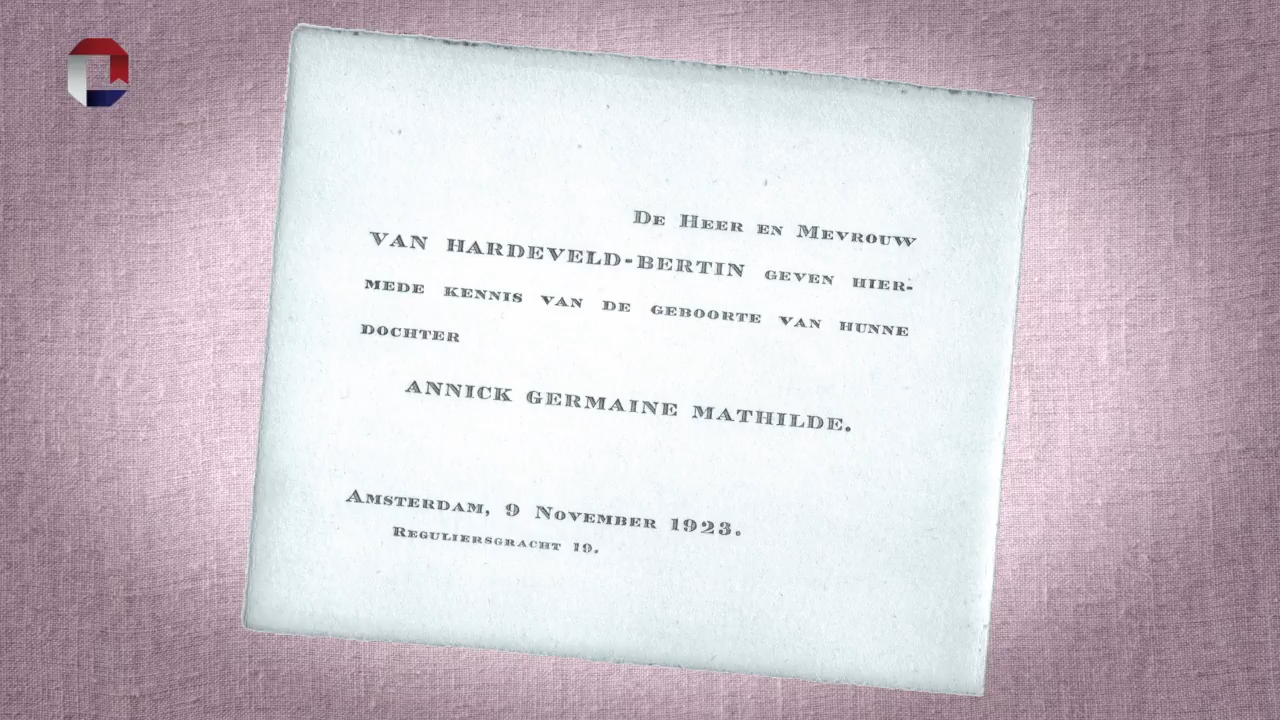 De Heer en Mevrouw
VAN HARDEVELD-BERTIN GEVEN HIER-
MEDE KENNIS VAN DE GEBOORTE VAN HUNNE
DOCHTER
ANNICK GERMAINE MATHILDE.
Amsterdam, 9 November 1923.
Reguliersgracht 19.